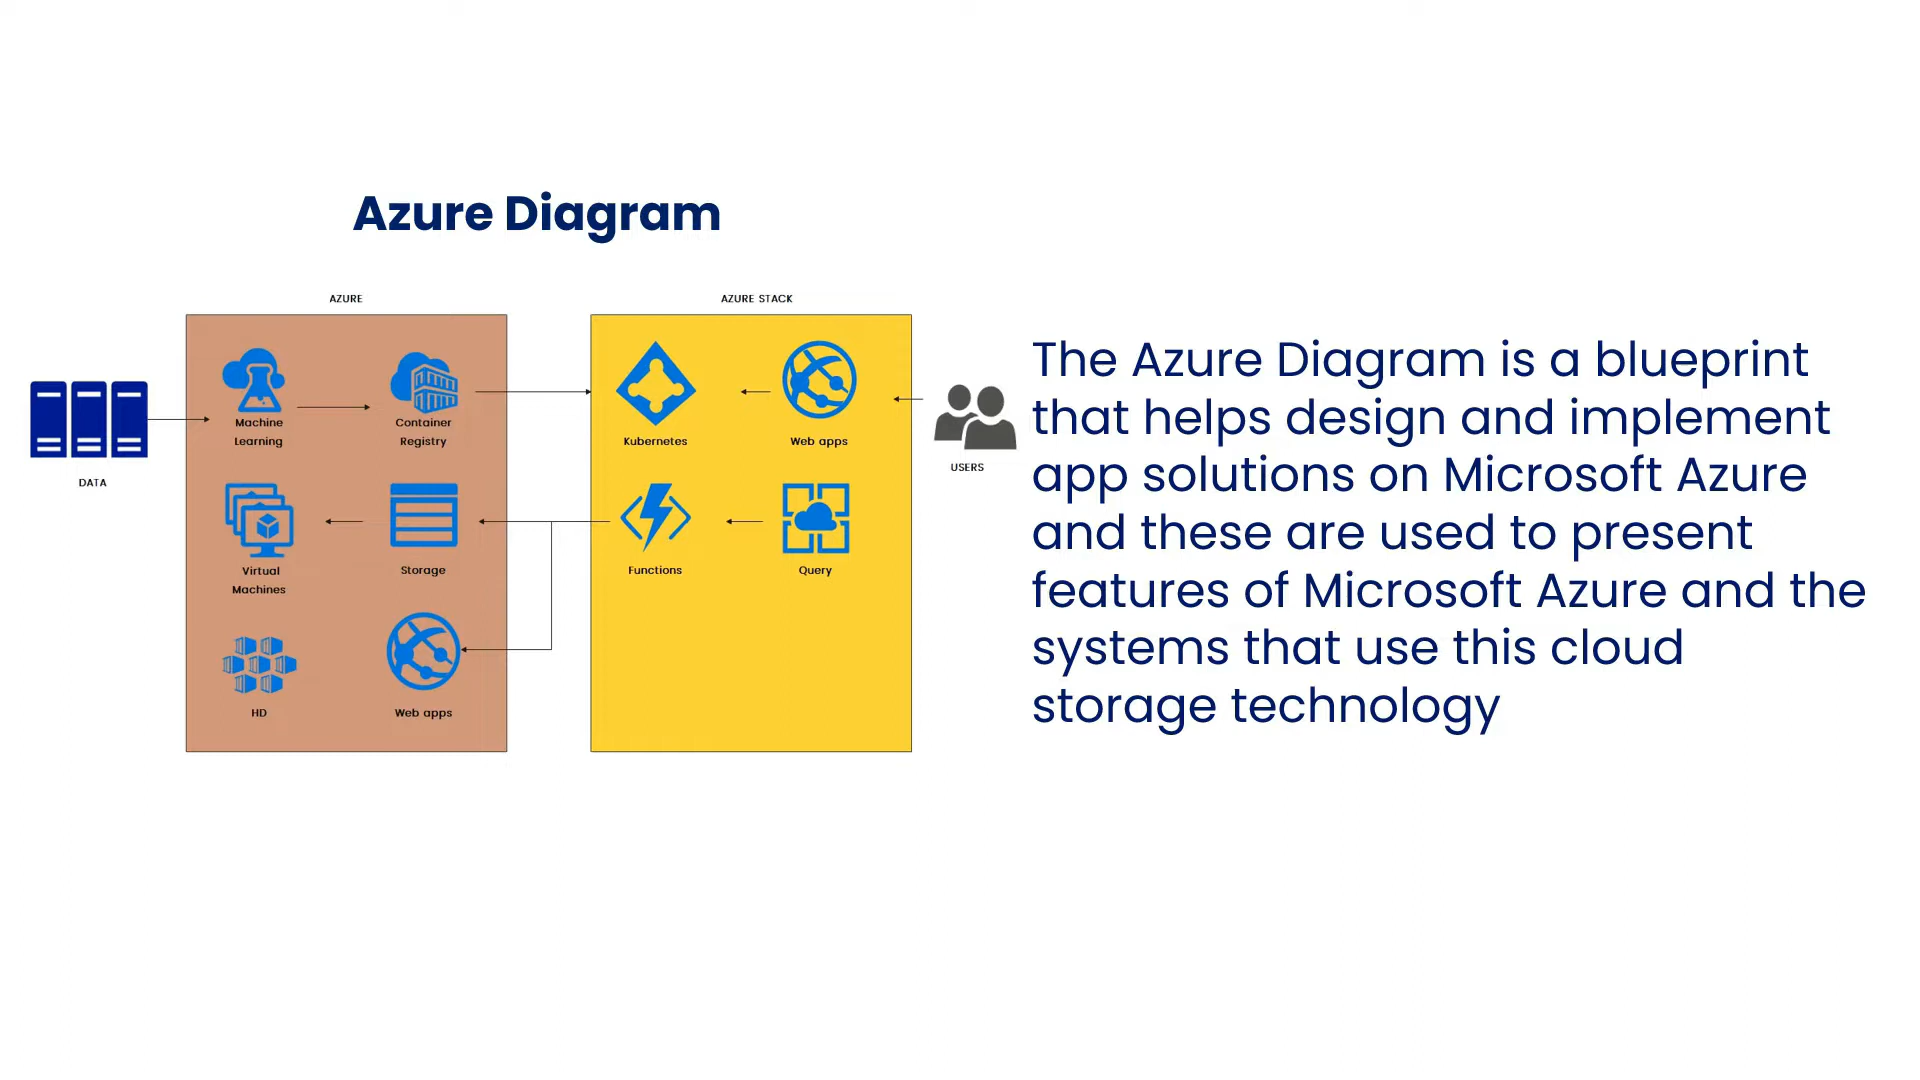 Azure Diagram
AZURE
AZURE STACK
Machine
Learning
Container
Registry
Kubernetes
Web apps
DATA
USERS
Virtual
Machines
Storage
Functions
Query
HD
Web apps
The Azure Diagram is a blueprint
that helps design and implement
app solutions on Microsoft Azure
and these are used to present
features of Microsoft Azure and the
systems that use this cloud
storage technology